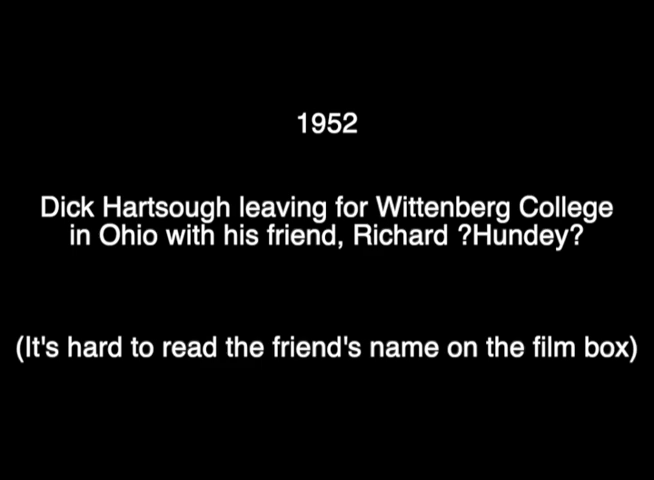 1952
Dick Hartsough leaving for Wittenberg College
in Ohio with his friend, Richard ?Hundey?
(It's hard to read the friend's name on the film box)